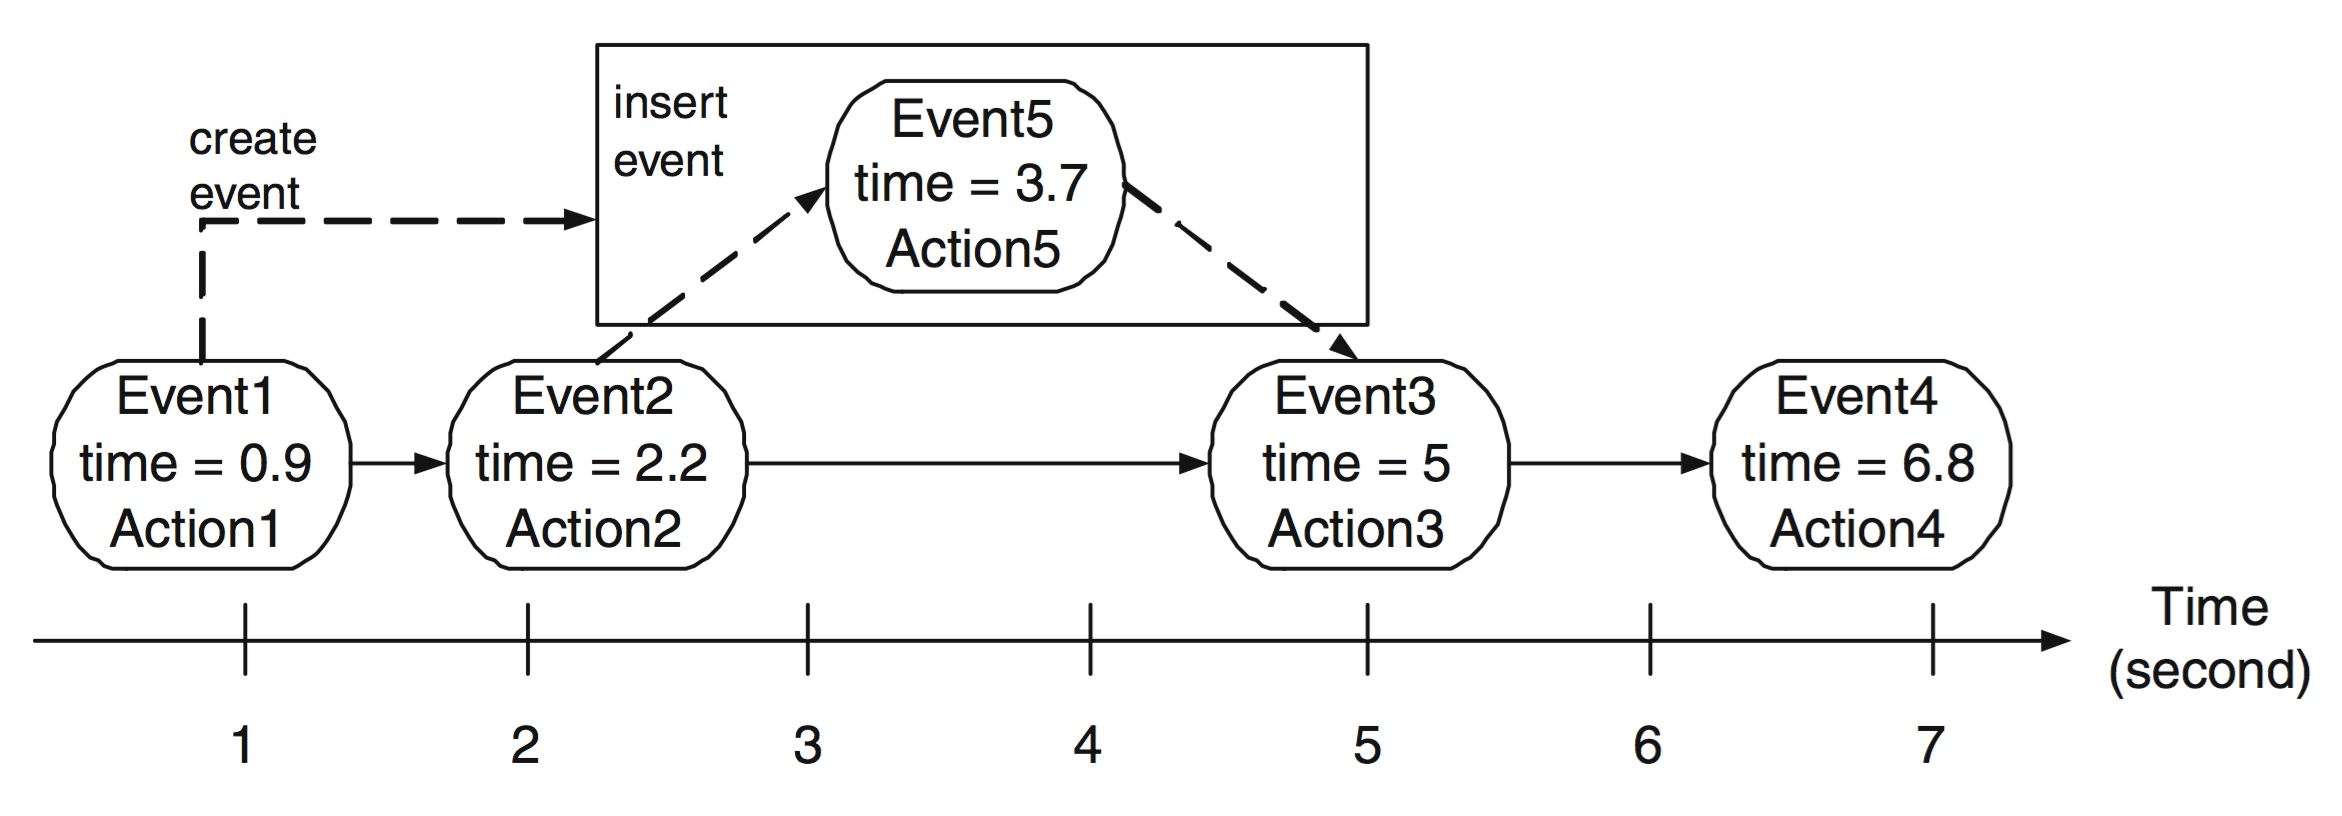 create
event
insert
event
Event5
time = 3.7
Action5
Event1
time = 0.9
Action1
Event2
time = 2.2
Action2
Event3
time = 5
Action3
Event4
time = 6.8
Action4
Time
(second)
1 2 3 4 5 6 7